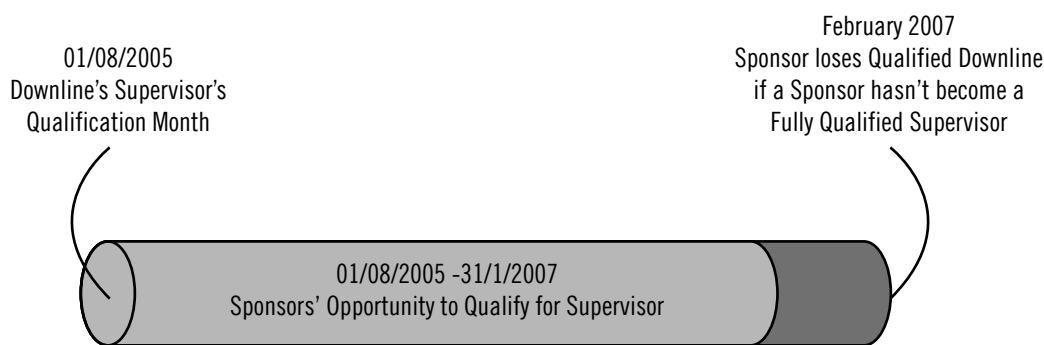 01/08/2005
Downline’s Supervisor’s
Qualification Month
February 2007
Sponsor loses Qualified Downline
if a Sponsor hasn’t become a
Fully Qualified Supervisor
01/08/2005 -31/1/2007
Sponsors’ Opportunity to Qualify for Supervisor